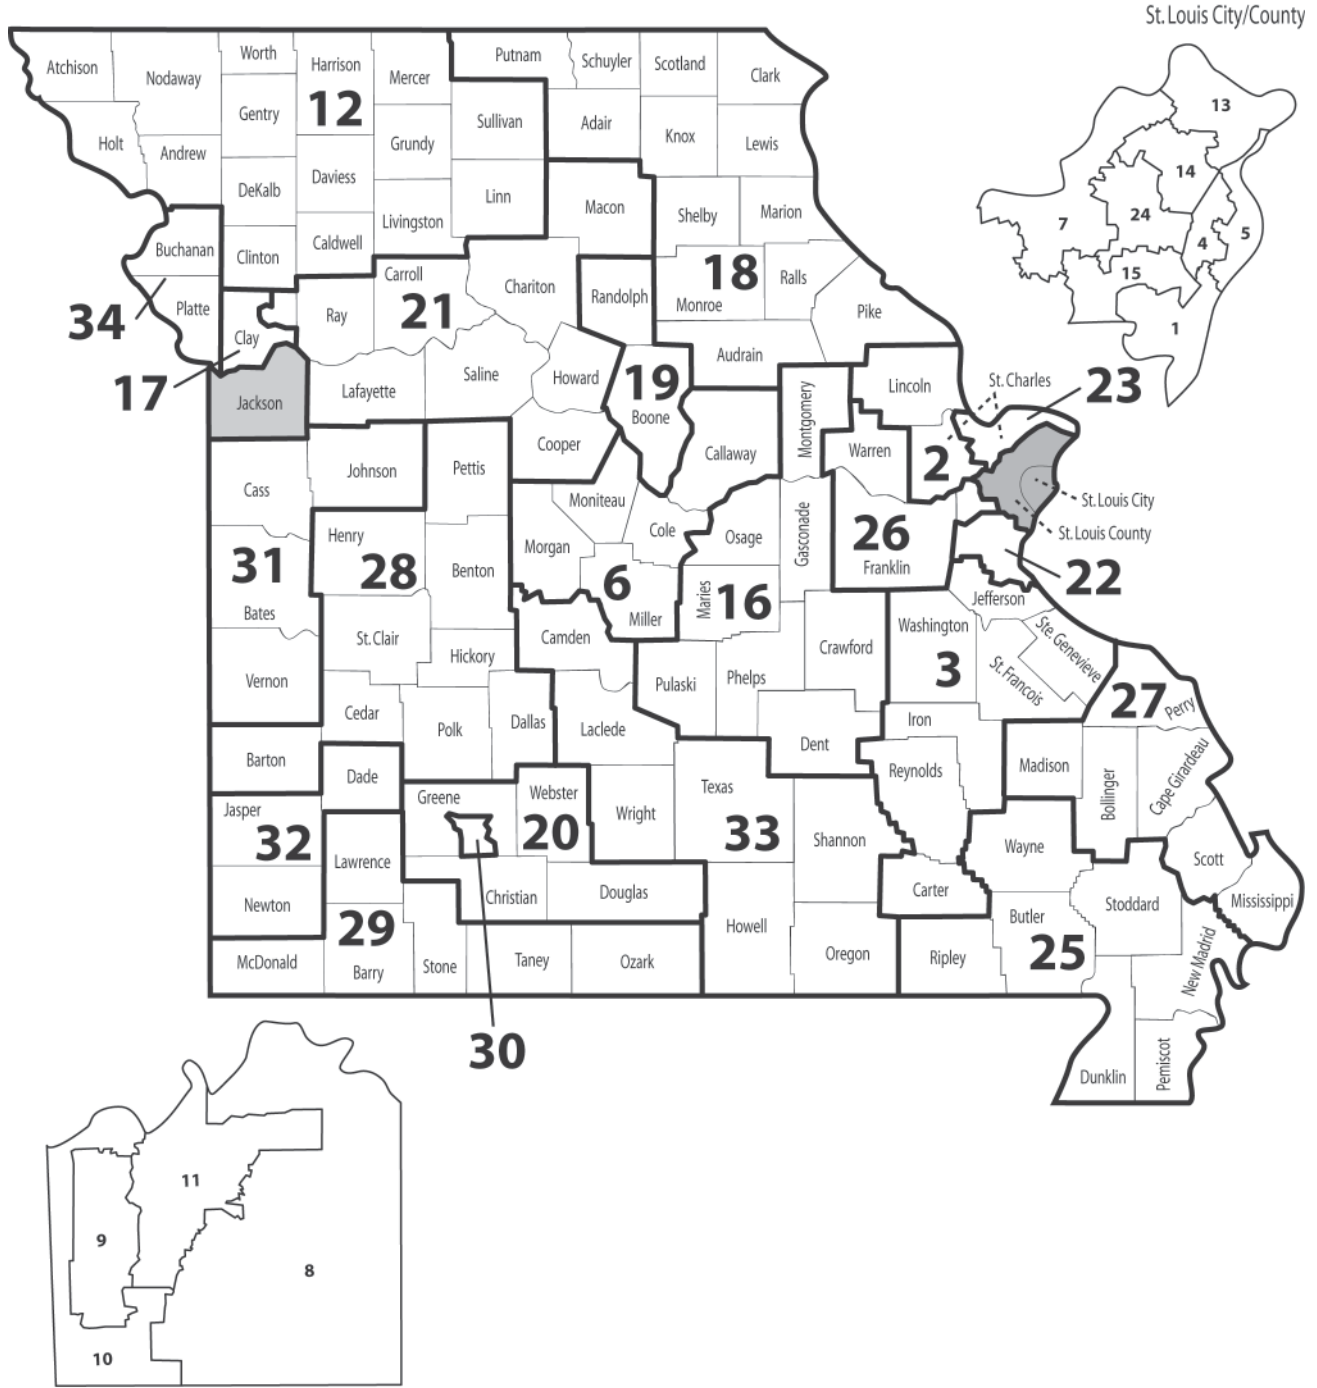 St. Louis City/County
Atchison
Nodaway
Worth
Harrison
Mercer
Putnam
Schuyler
Scotland
Clark
12
Holt
Andrew
Gentry
Grundy
Sullivan
Adair
Knox
Lewis
DeKalb
Daviess
Livingston
Linn
Macon
Shelby
Marion
Buchanan
Clinton
Caldwell
Carroll
Chariton
Randolph
18
Monroe
Ralls
Pike
34
Platte
Clay
Ray
21
17
Jackson
Lafayette
Saline
Howard
19
Boone
Audrain
Montgomery
Lincoln
St. Charles
23
Cass
Johnson
Pettis
Cooper
Callaway
Warren
2
St. Louis City
St. Louis County
Moniteau
Cole
Osage
Gasconade
26
Franklin
22
31
Bates
Henry
28
Benton
Morgan
6
Miller
Maries
16
Jefferson
Vernon
St. Clair
Hickory
Camden
Pulaski
Phelps
Crawford
Washington
3
St. Francois
Ste. Genevieve
27
Perry
Cedar
Polk
Dallas
Laclede
Dent
Iron
Reynolds
Madison
Bollinger
Cape Girardeau
Barton
Dade
Greene
Webster
20
Wright
Texas
33
Shannon
Wayne
Scott
Jasper
32
Lawrence
Christian
Douglas
Carter
Stoddard
Mississippi
Newton
29
Barry
Howell
Oregon
Ripley
Butler
25
New Madrid
McDonald
Stone
Taney
Ozark
Dunklin
Pemiscot
30
13
14
7
24
4
5
15
1
11
9
8
10